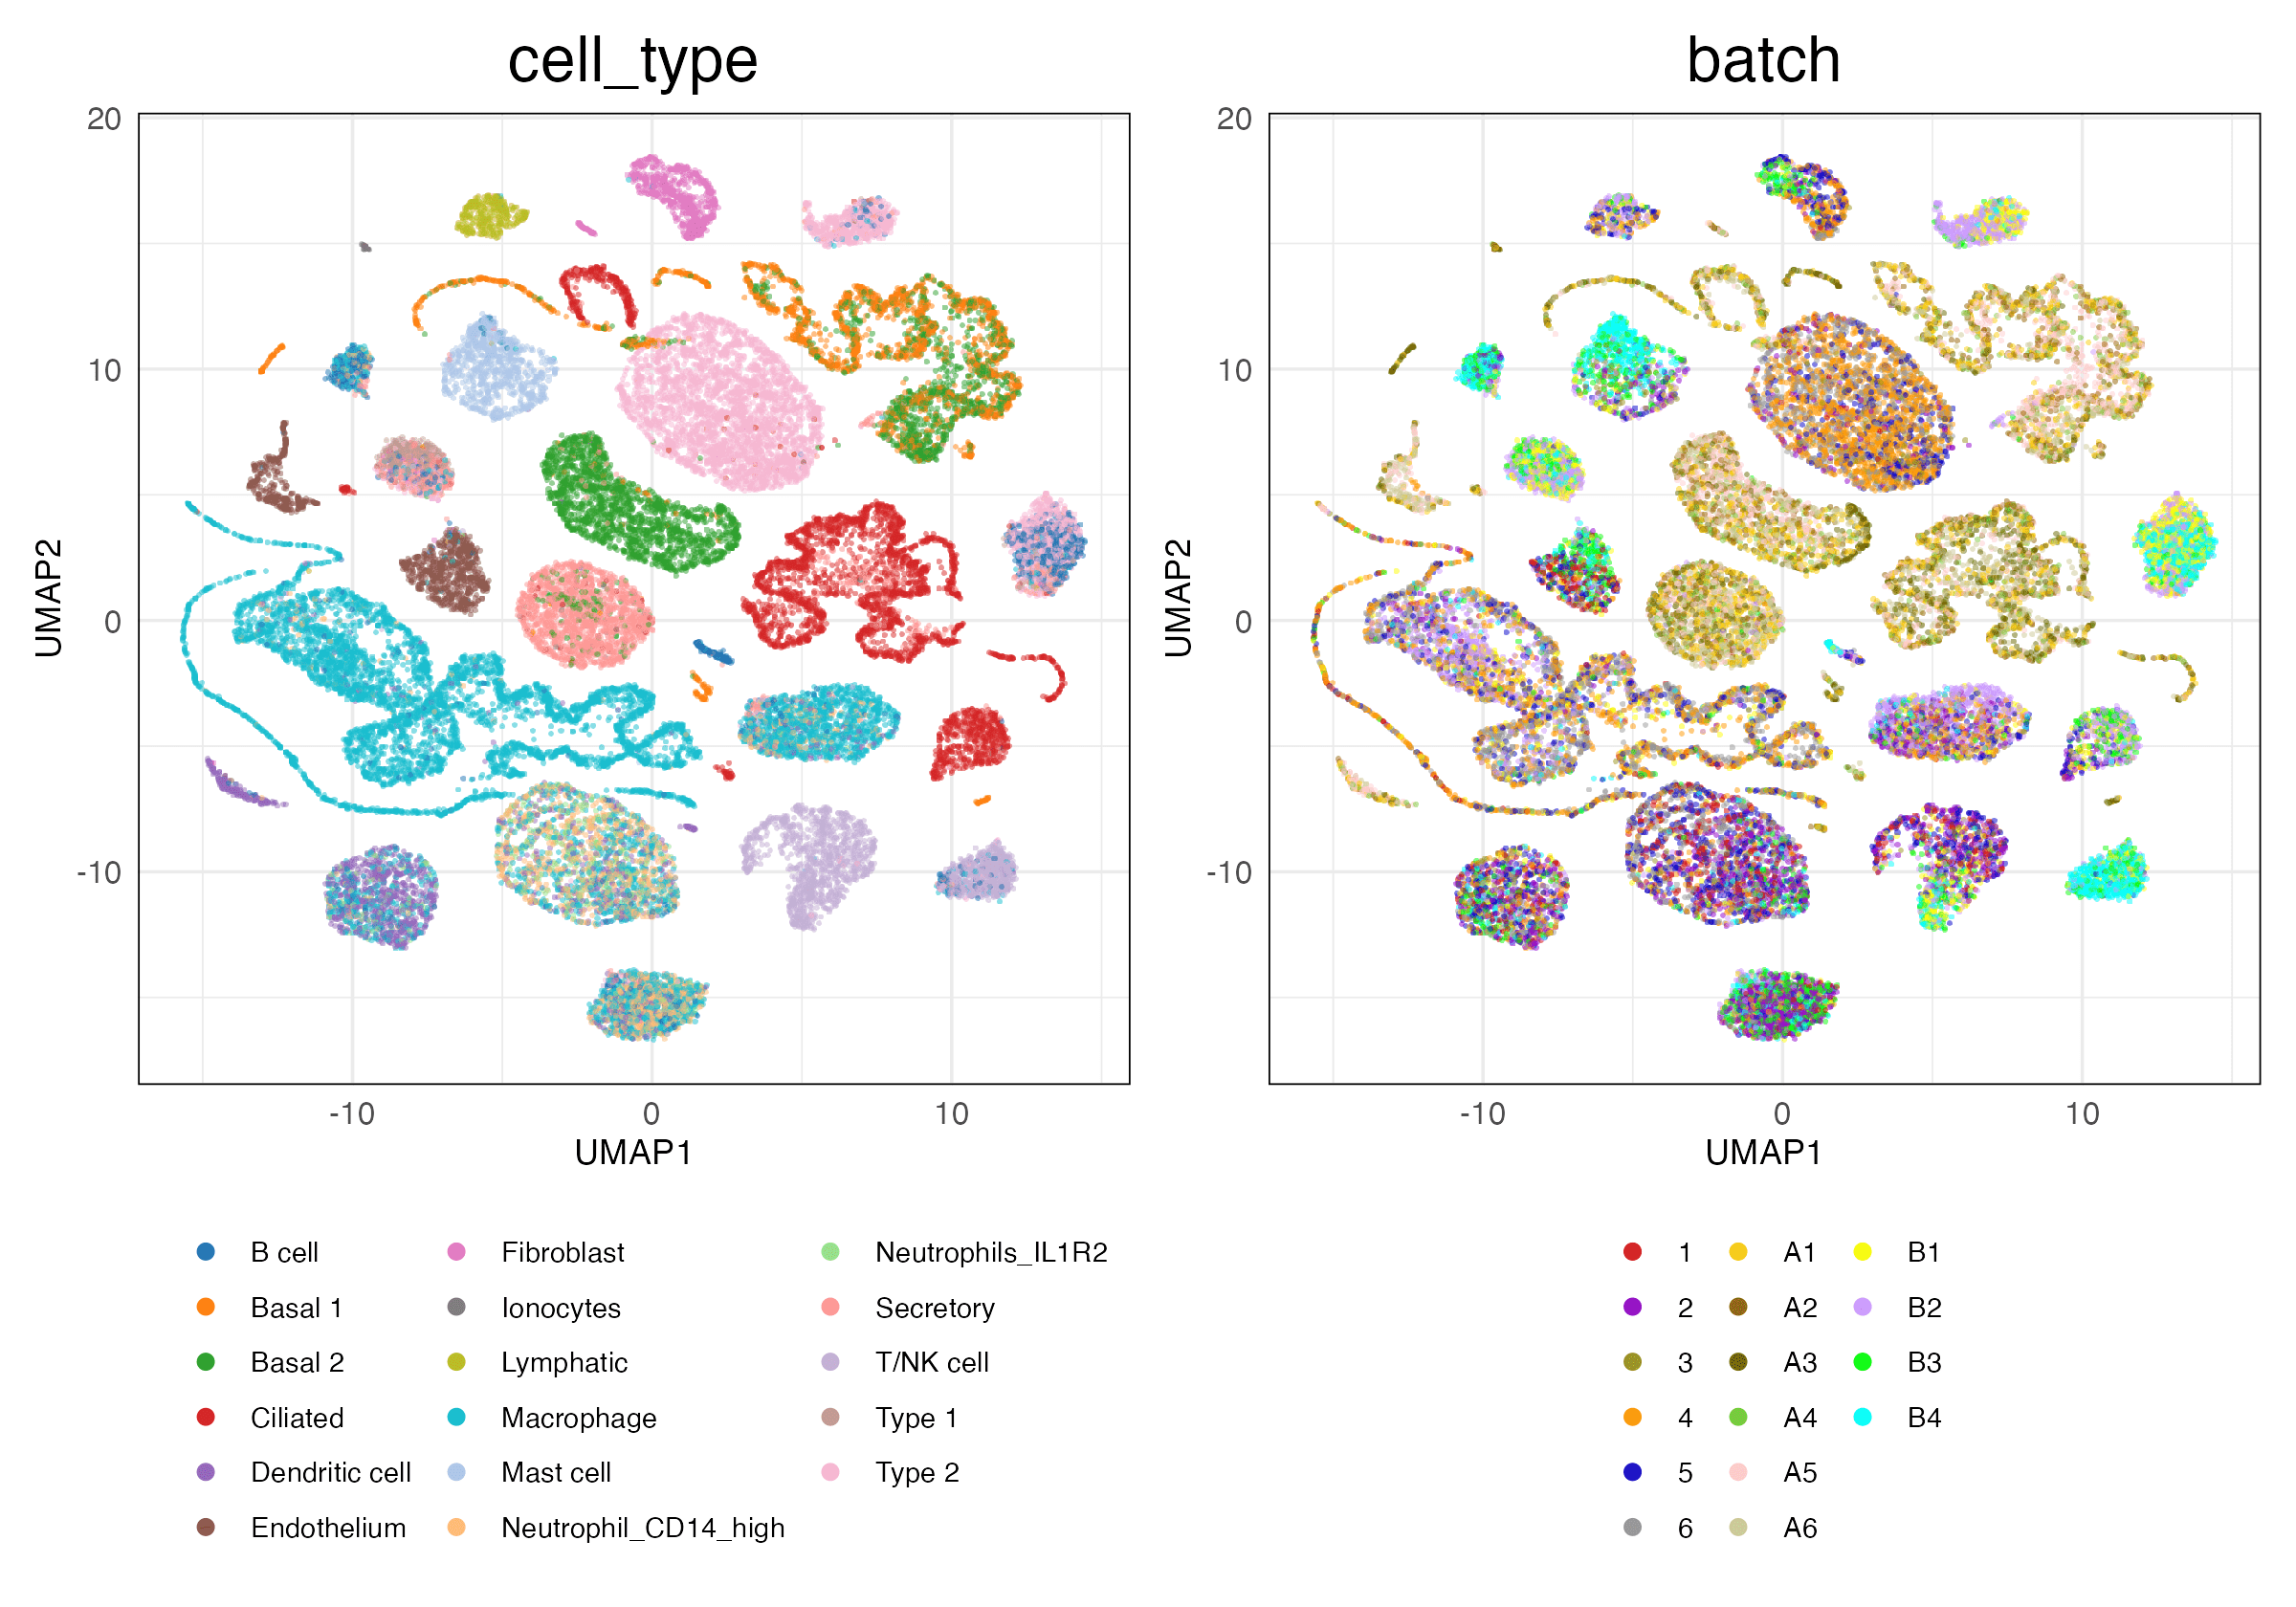 cell_type
batch
20
10
0
-10
UMAP2
-10 0 10
UMAP1
20
10
0
-10
UMAP2
-10 0 10
UMAP1
B cell
Basal 1
Basal 2
Ciliated
Dendritic cell
Endothelium
Fibroblast
Ionocytes
Lymphatic
Macrophage
Mast cell
Neutrophil_CD14_high
Neutrophils_IL1R2
Secretory
T/NK cell
Type 1
Type 2
1
2
3
4
5
6
A1
A2
A3
A4
A5
A6
B1
B2
B3
B4